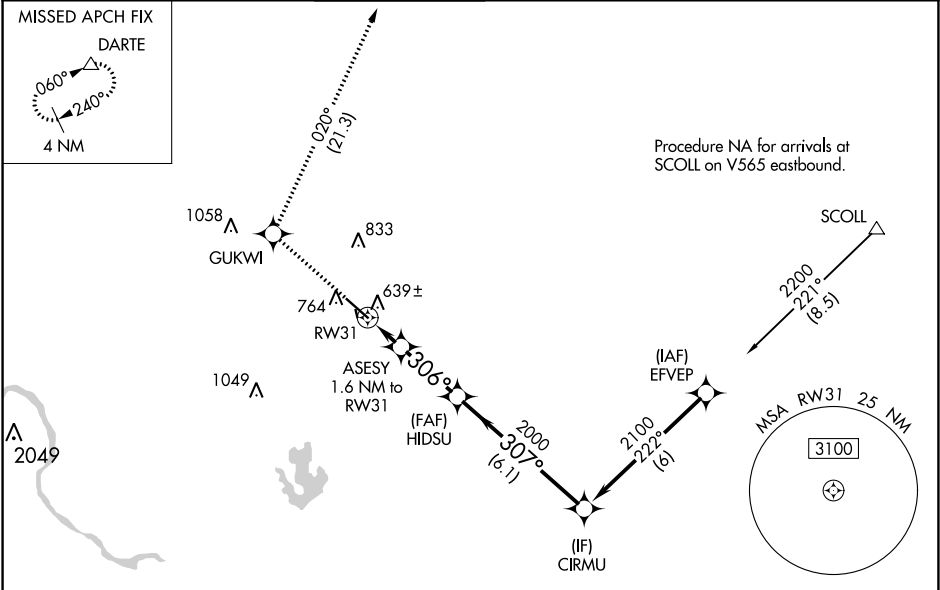 MISSED APCH FIX
DARTE
060°
240°
4 NM
020°
(21.3)
Procedure NA for arrivals at
SCOLL on V565 eastbound.
1058
833
SCOLL
GUKWI
2200
221°
(8.5)
764
639±
RW31
ASESY
1.6 NM to
RW31
306°
(IAF)
EFVEP
1049
(FAF)
HIDSU
2000
307°
(6.1)
2100
222°
(6)
MSA RW31 25 NM
3100
2049
(IF)
CIRMU